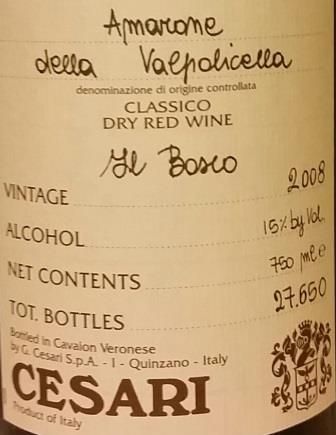 Amarone
della Valpolicella
denominazione di origine controllata
CLASSICO
DRY RED WINE
Il Bosco
VINTAGE 2008
ALCOHOL 15% by Vol.
NET CONTENTS 750 ml e
TOT. BOTTLES 27.650
Bottled in Cavaion Veronese
by G. Cesari S.p.A. - I - Quinzano - Italy
CESARI
Product of Italy